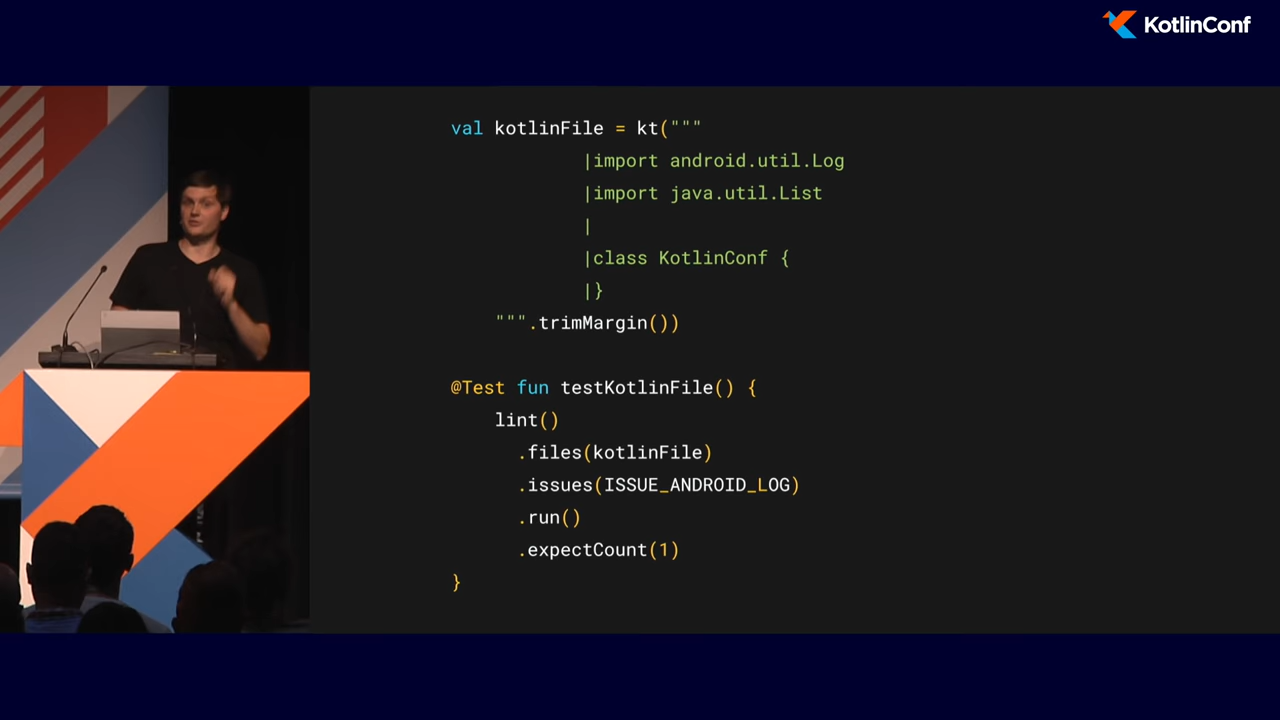 KotlinConf
val kotlinFile = kt("""
|import android.util.Log
|import java.util.List
|
|class KotlinConf {
|}
""".trimMargin())
@Test fun testKotlinFile() {
lint()
.files(kotlinFile)
.issues(ISSUE_ANDROID_LOG)
.run()
.expectCount(1)
}